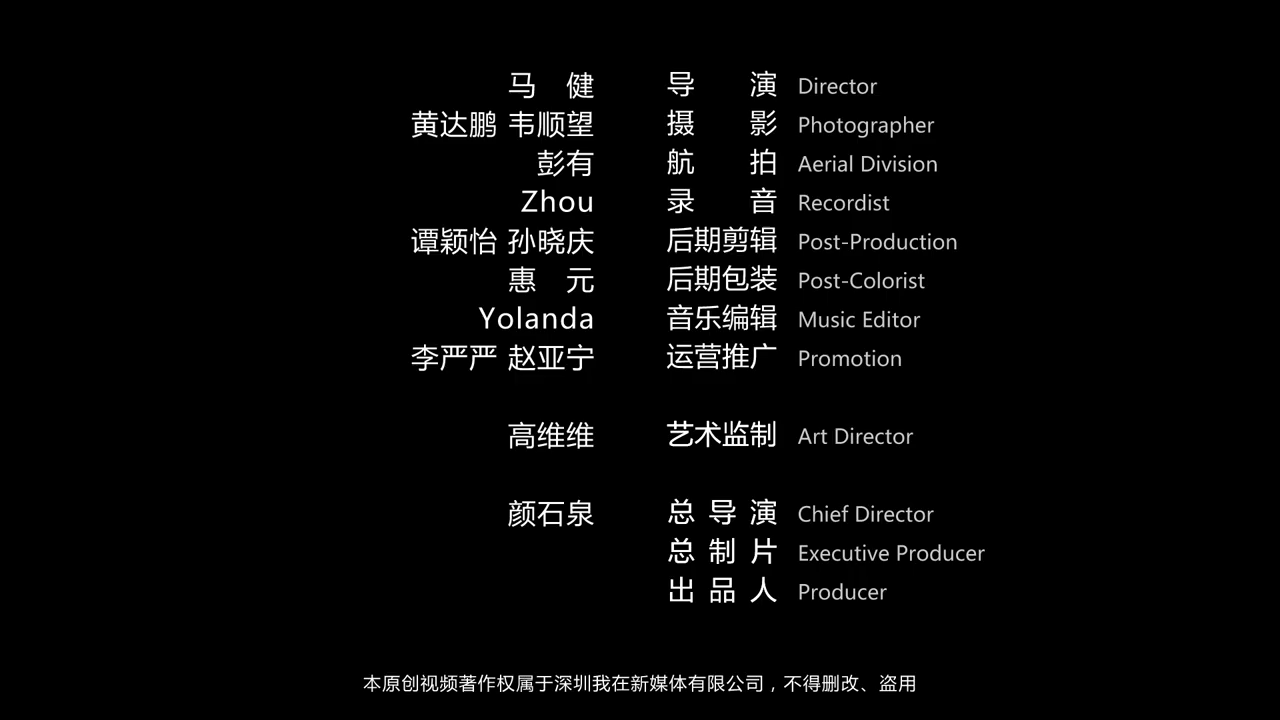 马 健 导 演 Director
黄达鹏 韦顺望 摄 影 Photographer
彭有 航 拍 Aerial Division
Zhou 录 音 Recordist
谭颖怡 孙晓庆 后期剪辑 Post-Production
惠 元 后期包装 Post-Colorist
Yolanda 音乐编辑 Music Editor
李严严 赵亚宁 运营推广 Promotion
高维维 艺术监制 Art Director
颜石泉 总 导 演 Chief Director
总 制 片 Executive Producer
出 品 人 Producer
本原创视频著作权属于深圳我在新媒体有限公司，不得删改、盗用